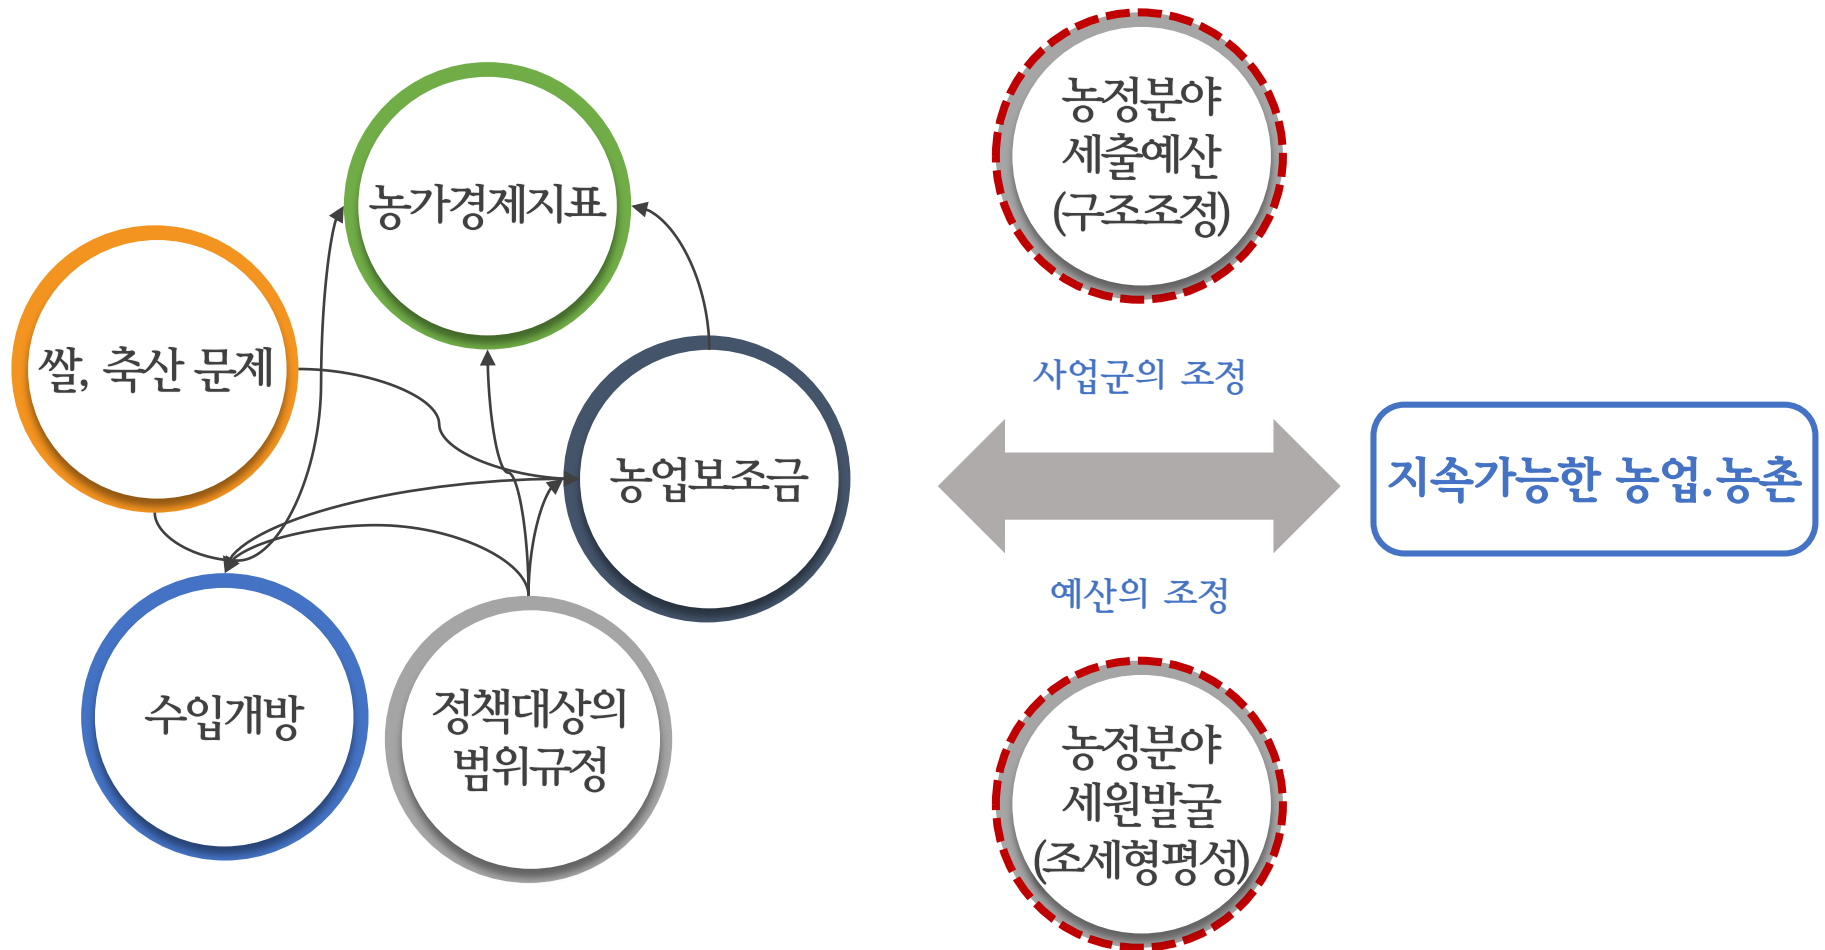 농가경제지표
쌀, 축산 문제
농업보조금
수입개방
정책대상의
범위규정
농정분야
세출예산
(구조조정)
사업군의 조정
예산의 조정
농정분야
세원발굴
(조세형평성)
지속가능한 농업.농촌